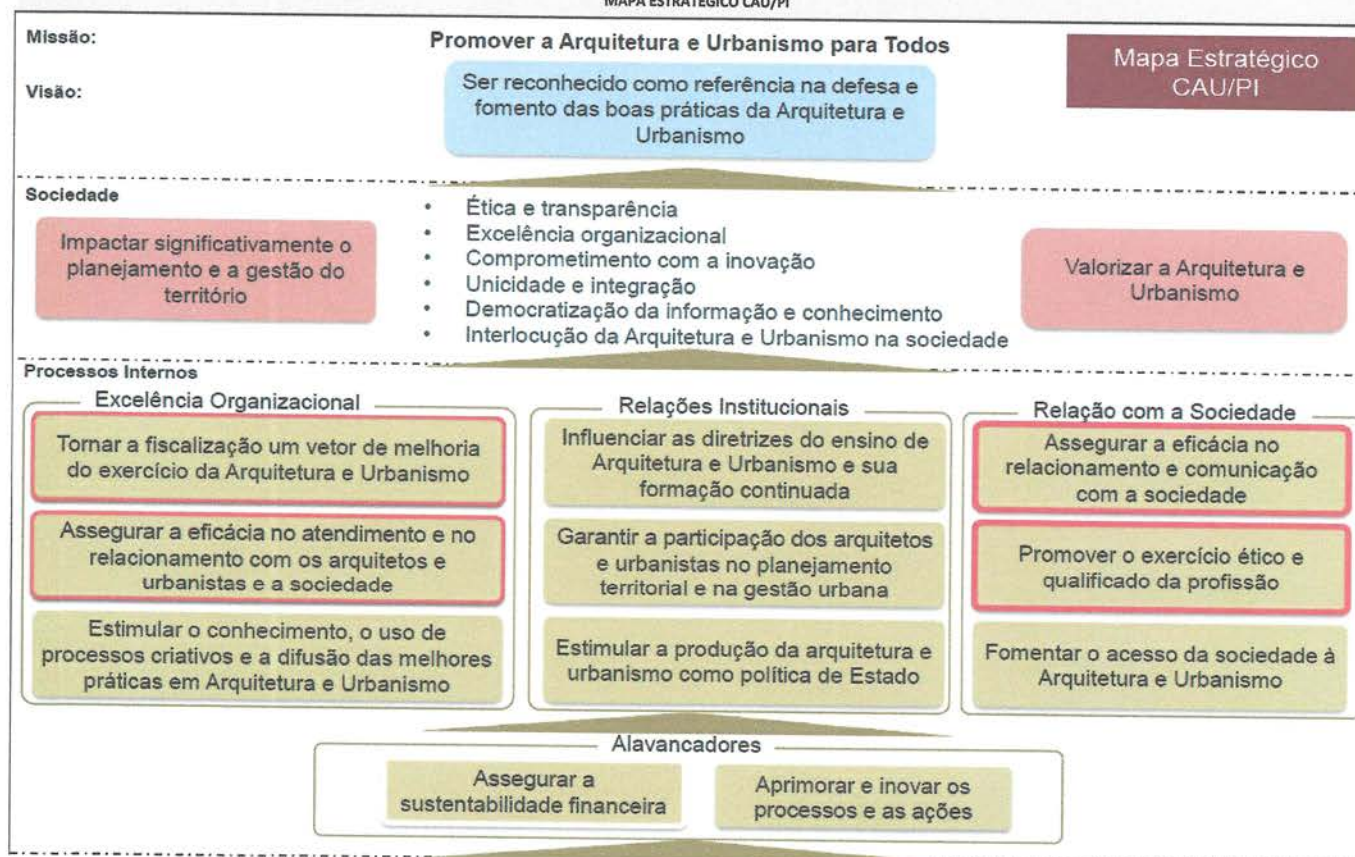 MAPA ESTRATÉGICO CAU/PI
Missão:
Promover a Arquitetura e Urbanismo para Todos
Mapa Estratégico
CAU/PI
Visão:
Ser reconhecido como referência na defesa e
fomento das boas práticas da Arquitetura e
Urbanismo
Sociedade
Impactar significativamente o
planejamento e a gestão do
território
• Ética e transparência
• Excelência organizacional
• Comprometimento com a inovação
• Unicidade e integração
• Democratização da informação e conhecimento
• Interlocução da Arquitetura e Urbanismo na sociedade
Valorizar a Arquitetura e
Urbanismo
Processos Internos
Excelência Organizacional
Tornar a fiscalização um vetor de melhoria
do exercício da Arquitetura e Urbanismo
Assegurar a eficácia no atendimento e no
relacionamento com os arquitetos e
urbanistas e a sociedade
Estimular o conhecimento, o uso de
processos criativos e a difusão das melhores
práticas em Arquitetura e Urbanismo
Relações Institucionais
Influenciar as diretrizes do ensino de
Arquitetura e Urbanismo e sua
formação continuada
Garantir a participação dos arquitetos
e urbanistas no planejamento
territorial e na gestão urbana
Estimular a produção da arquitetura e
urbanismo como política de Estado
Relação com a Sociedade
Assegurar a eficácia no
relacionamento e comunicação
com a sociedade
Promover o exercício ético e
qualificado da profissão
Fomentar o acesso da sociedade à
Arquitetura e Urbanismo
Alavancadores
Assegurar a
sustentabilidade financeira
Aprimorar e inovar os
processos e as ações